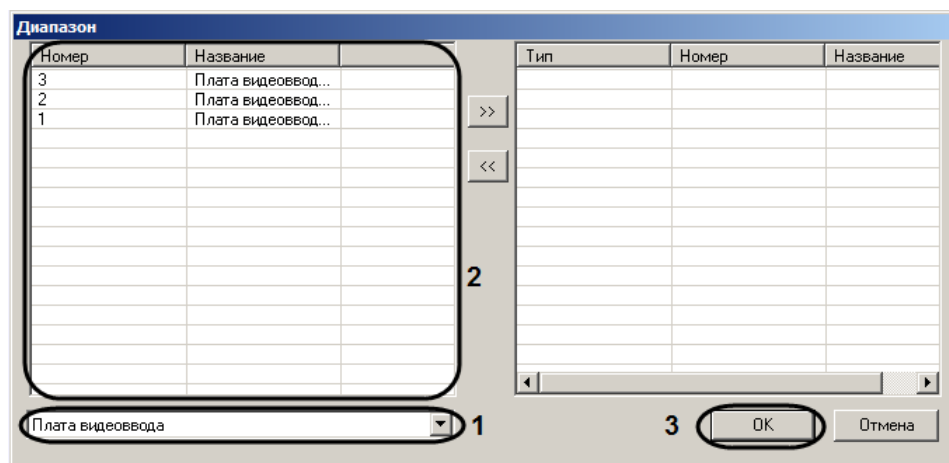 Диапазон
Номер Название Тип Номер Название
3 Плата видеоввод...
2 Плата видеоввод...
1 Плата видеоввод...
>>
<<
2
Плата видеоввода 1 3 OK Отмена